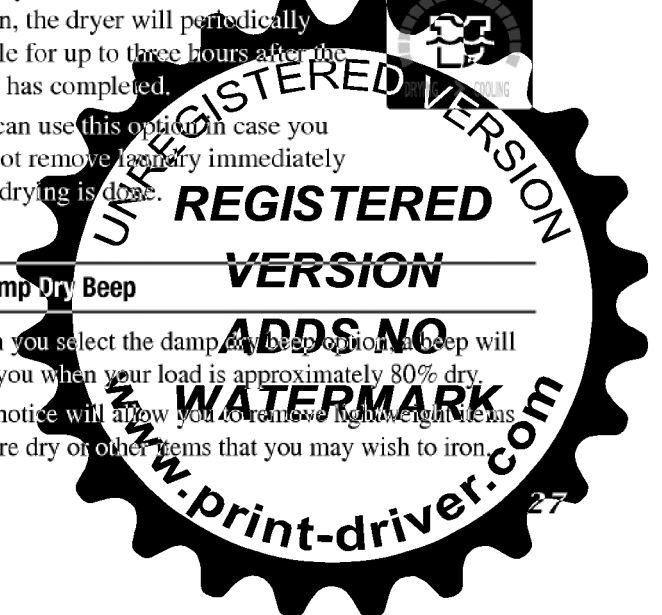 n, the dryer will periodically
le for up to three hours after the
has completed.
can use this option in case you
ot remove laundry immediately
drying is done.
DRYING COOLING
mp Dry Beep
n you select the damp dry beep option, a beep will
you when your load is approximately 80% dry.
notice will allow you to remove lightweight items
re dry or other items that you may wish to iron.
27
UNREGISTERED VERSION
REGISTERED
VERSION
ADDS NO
WATERMARK
www.print-driver.com